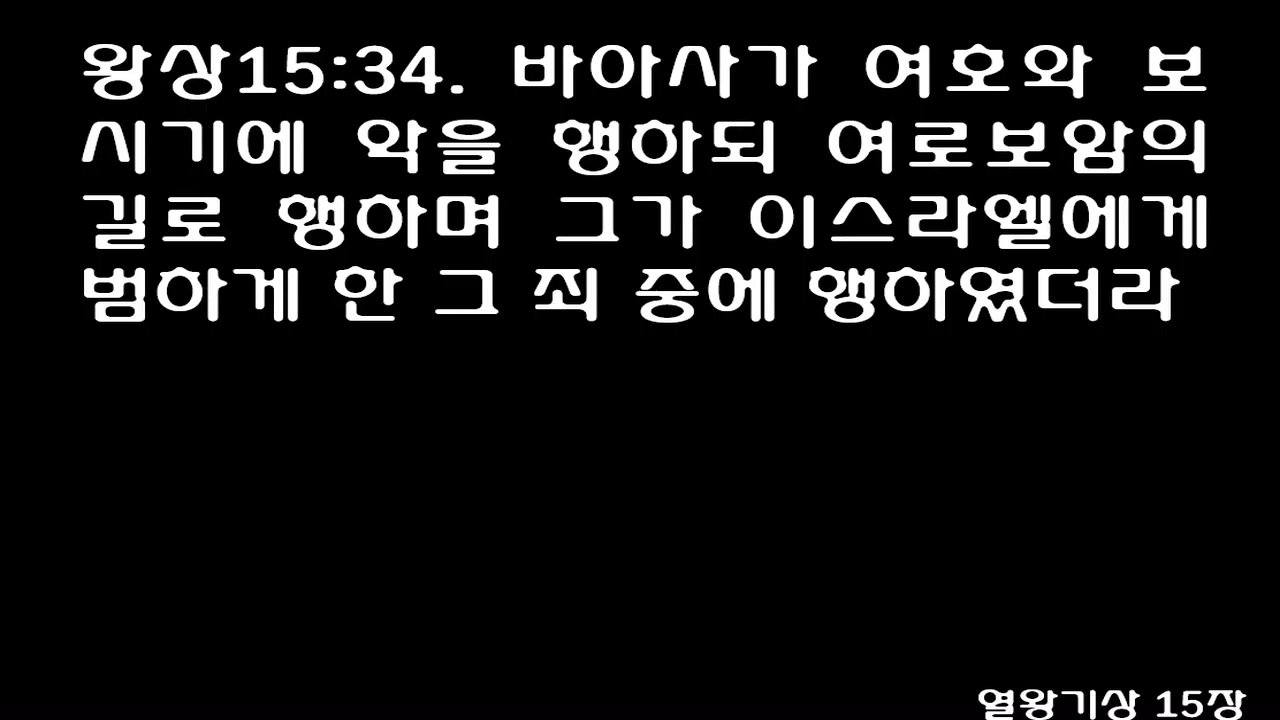 왕상15:34. 바아사가 여호와 보
시기에 악을 행하되 여로보암의
길로 행하며 그가 이스라엘에게
범하게 한 그 죄 중에 행하였더라
열왕기상 15장